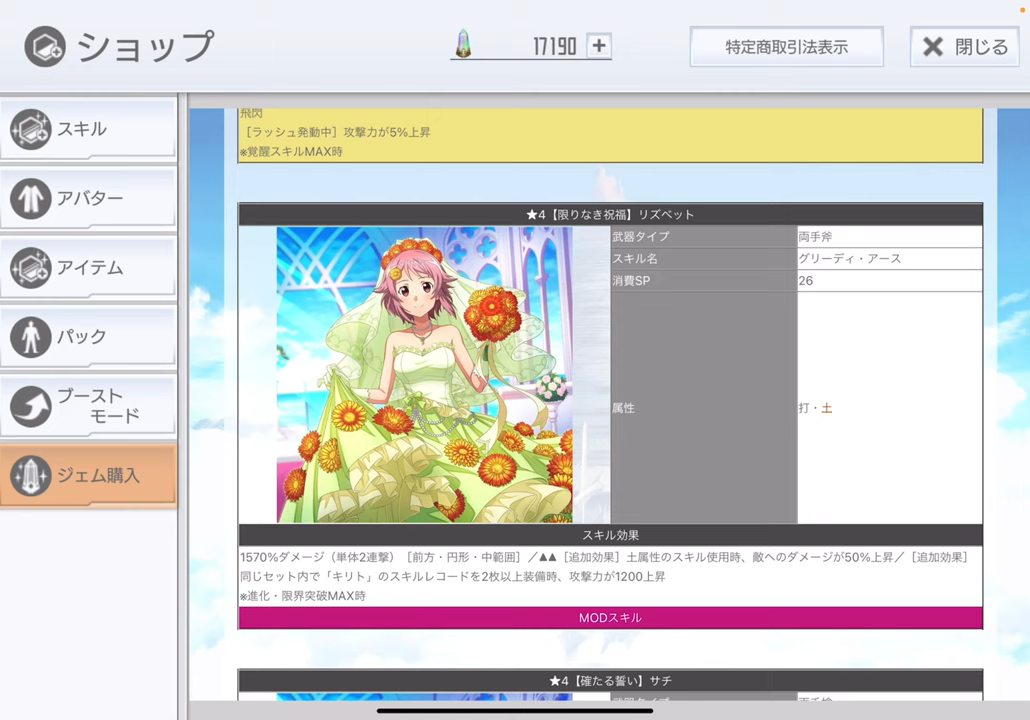 ショップ
17190
特定商取引法表示
閉じる
スキル
アバター
アイテム
パック
ブースト
モード
ジェム購入
飛閃
［ラッシュ発動中］攻撃力が5%上昇
※覚醒スキルMAX時
★4【限りなき祝福】リズベット
武器タイプ 両手斧
スキル名 グリーディ・アース
消費SP 26
属性 打・土
スキル効果
1570%ダメージ（単体2連撃）［前方・円形・中範囲］／▲▲［追加効果］土属性のスキル使用時、敵へのダメージが50%上昇／［追加効果］
同じセット内で「キリト」のスキルレコードを2枚以上装備時、攻撃力が1200上昇
※進化・限界突破MAX時
MODスキル
★4【確たる誓い】サチ
武器タイプ 両手槍